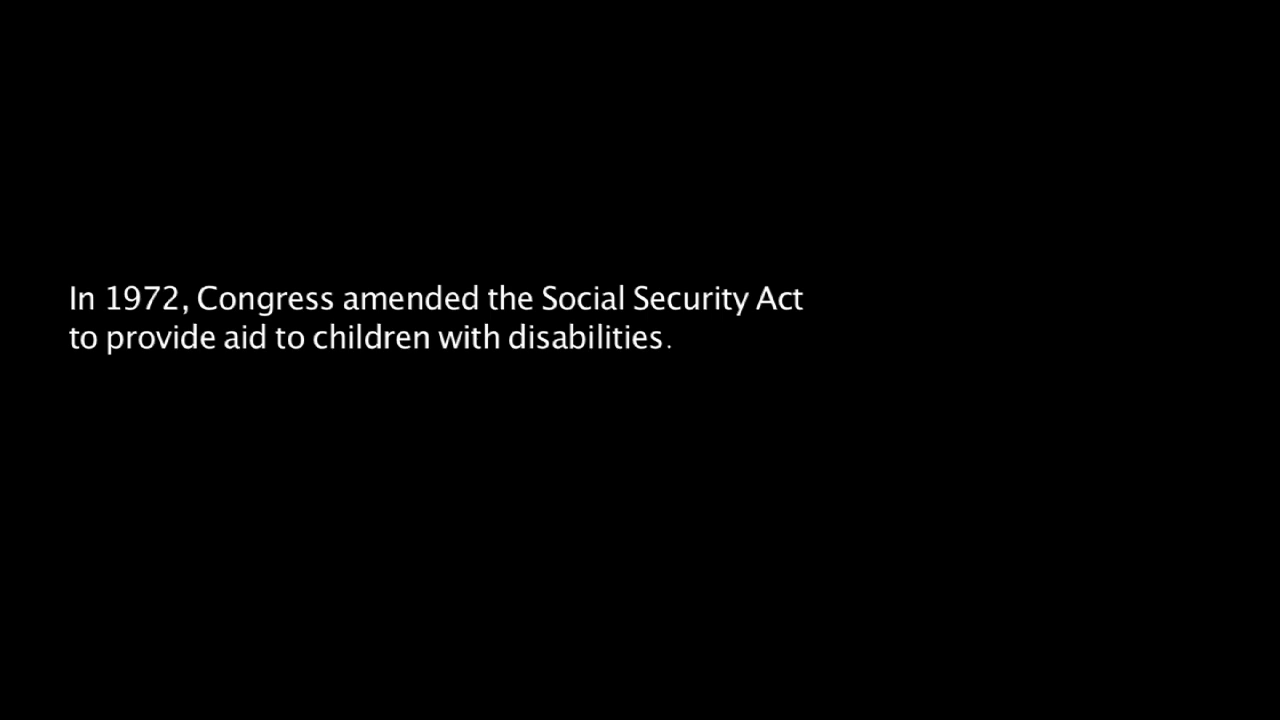 In 1972, Congress amended the Social Security Act
to provide aid to children with disabilities.